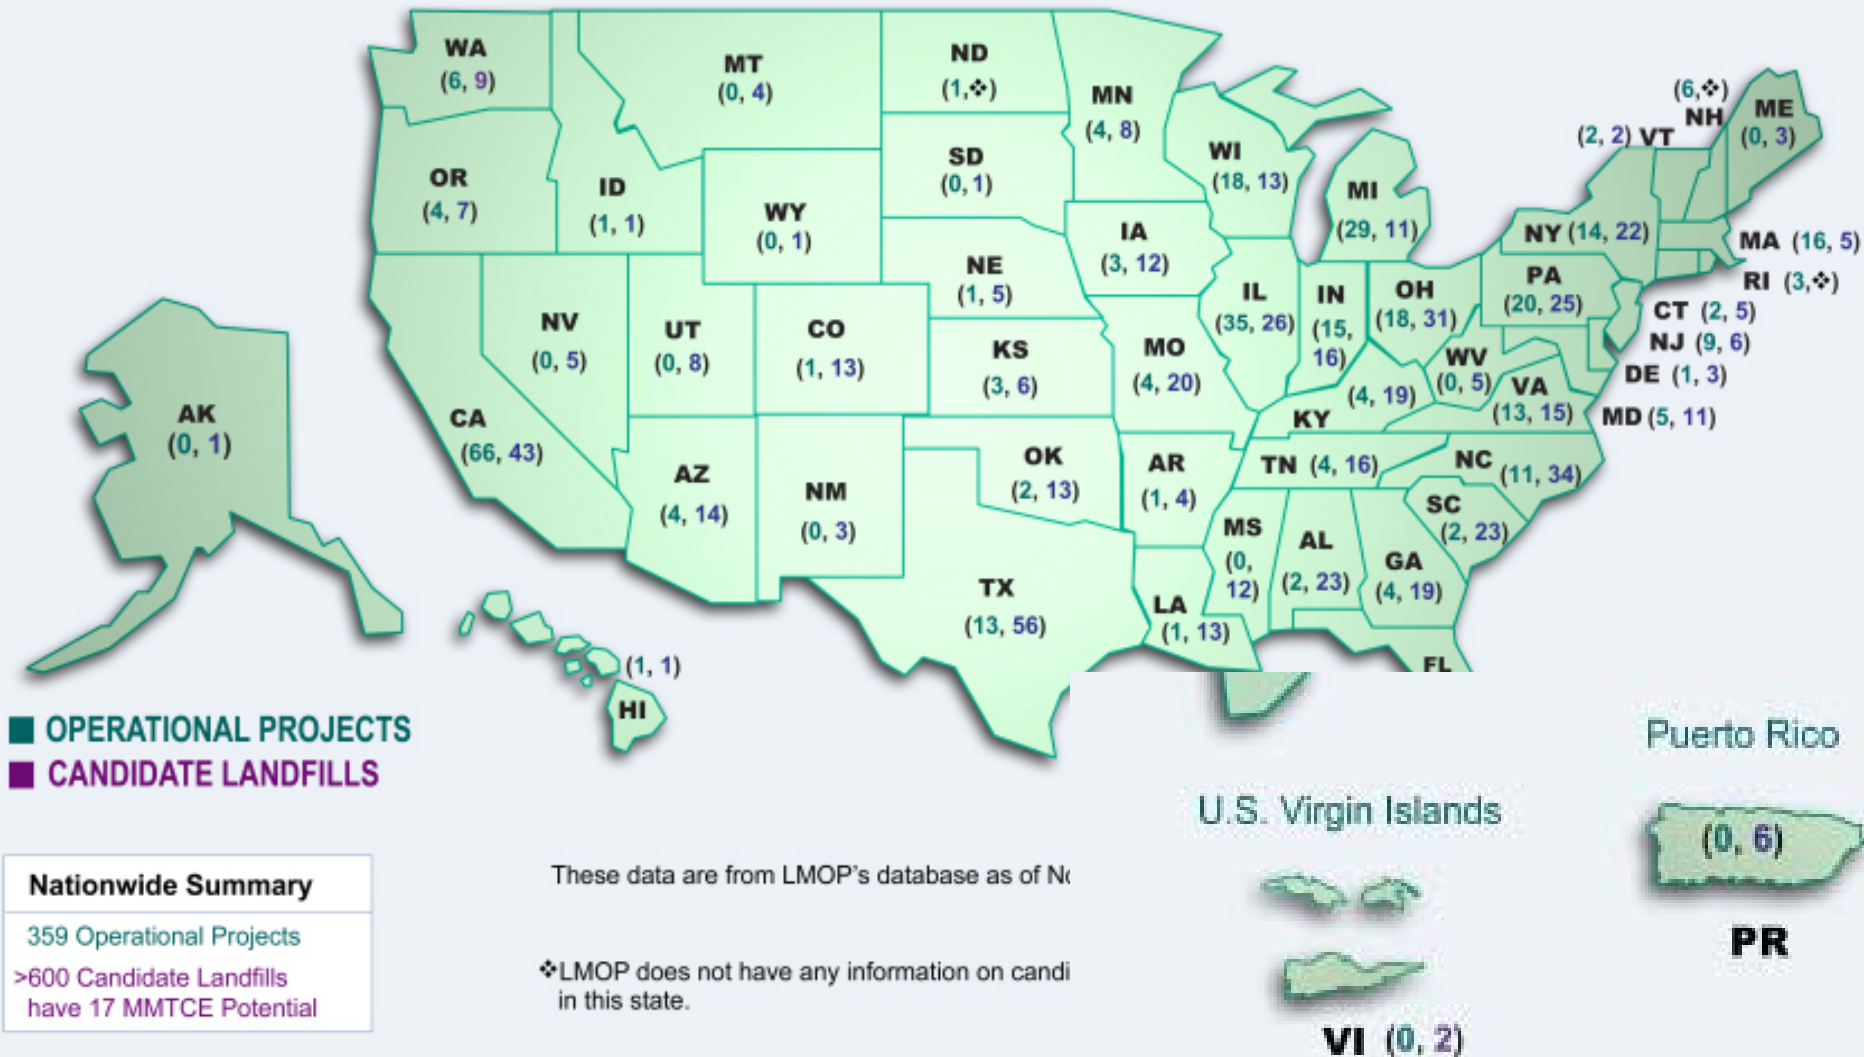 WA
(6, 9)
MT
(0, 4)
ND
(1,❖)
MN
(4, 8)
(6,❖)
NH
ME
(0, 3)
(2, 2) VT
OR
(4, 7)
ID
(1, 1)
SD
(0, 1)
WI
(18, 13)
MI
(29, 11)
WY
(0, 1)
IA
(3, 12)
NY (14, 22)
MA (16, 5)
NE
(1, 5)
PA
(20, 25)
RI (3,❖)
IL
(35, 26)
IN
(15,
16)
OH
(18, 31)
CT (2, 5)
NJ (9, 6)
NV
(0, 5)
UT
(0, 8)
CO
(1, 13)
KS
(3, 6)
MO
(4, 20)
WV
(0, 5)
DE (1, 3)
VA
(13, 15)
MD (5, 11)
(4, 19)
KY
AK
(0, 1)
CA
(66, 43)
AZ
(4, 14)
NM
(0, 3)
OK
(2, 13)
AR
(1, 4)
TN (4, 16)
NC
(11, 34)
SC
(2, 23)
MS
(0,
12)
AL
(2, 23)
GA
(4, 19)
TX
(13, 56)
LA
(1, 13)
FL
(1, 1)
HI
OPERATIONAL PROJECTS
CANDIDATE LANDFILLS
Puerto Rico
(0, 6)
PR
U.S. Virgin Islands
VI (0, 2)
Nationwide Summary
359 Operational Projects
>600 Candidate Landfills
have 17 MMTCE Potential
These data are from LMOP's database as of
❖LMOP does not have any information on candi
in this state.